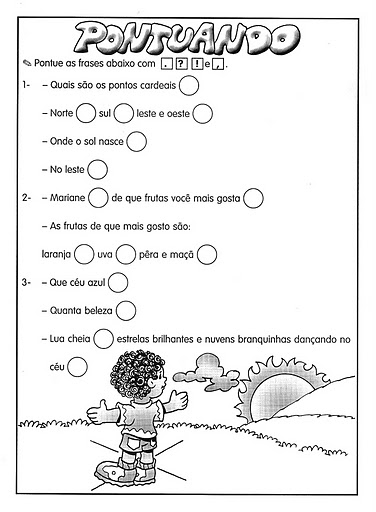 PONTUANDO
✎ Pontue as frases abaixo com . ? ! e , .
1- – Quais são os pontos cardeais ◯
– Norte ◯ sul ◯ leste e oeste ◯
– Onde o sol nasce ◯
– No leste ◯
2- – Mariane ◯ de que frutas você mais gosta ◯
– As frutas de que mais gosto são:
laranja ◯ uva ◯ pêra e maçã ◯
3- – Que céu azul ◯
– Quanta beleza ◯
– Lua cheia ◯ estrelas brilhantes e nuvens branquinhas dançando no
céu ◯